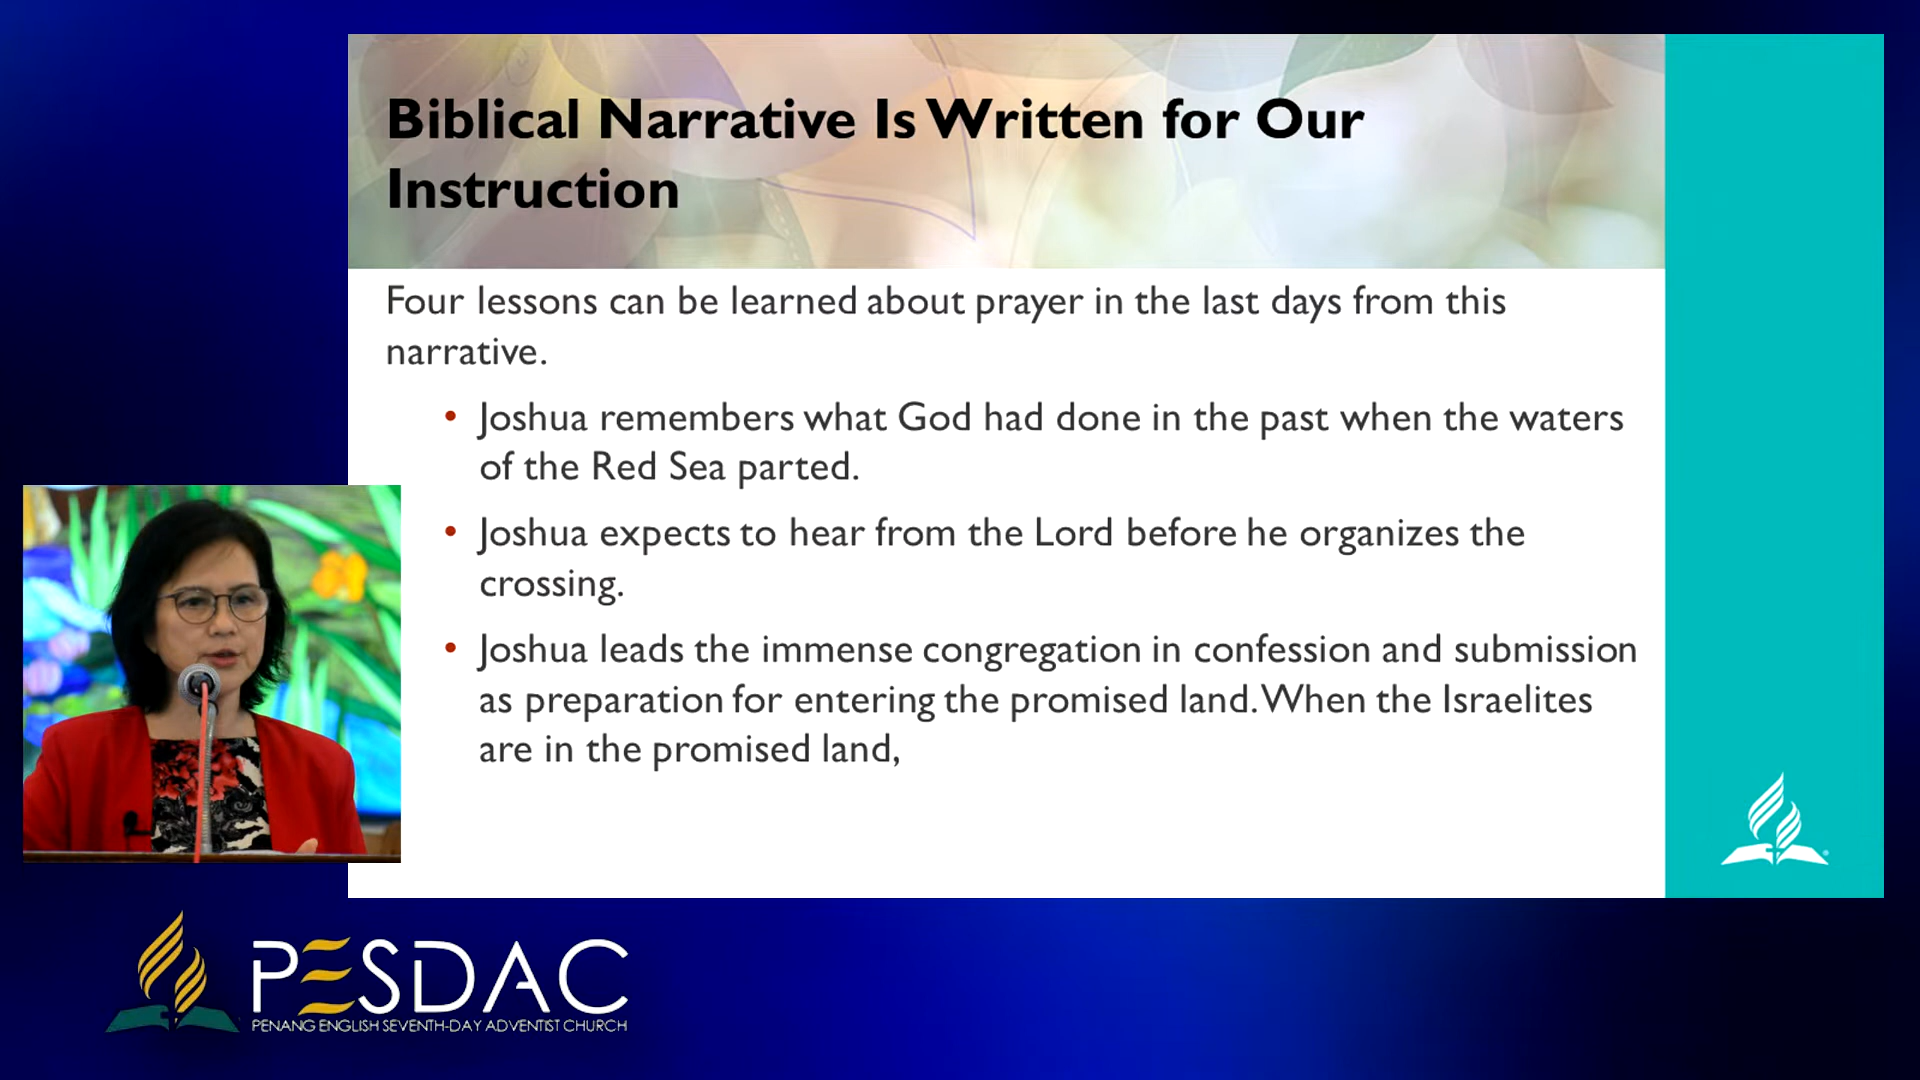 Biblical Narrative Is Written for Our
Instruction
Four lessons can be learned about prayer in the last days from this
narrative.
• Joshua remembers what God had done in the past when the waters
of the Red Sea parted.
• Joshua expects to hear from the Lord before he organizes the
crossing.
• Joshua leads the immense congregation in confession and submission
as preparation for entering the promised land. When the Israelites
are in the promised land,
PESDAC
PENANG ENGLISH SEVENTH-DAY ADVENTIST CHURCH